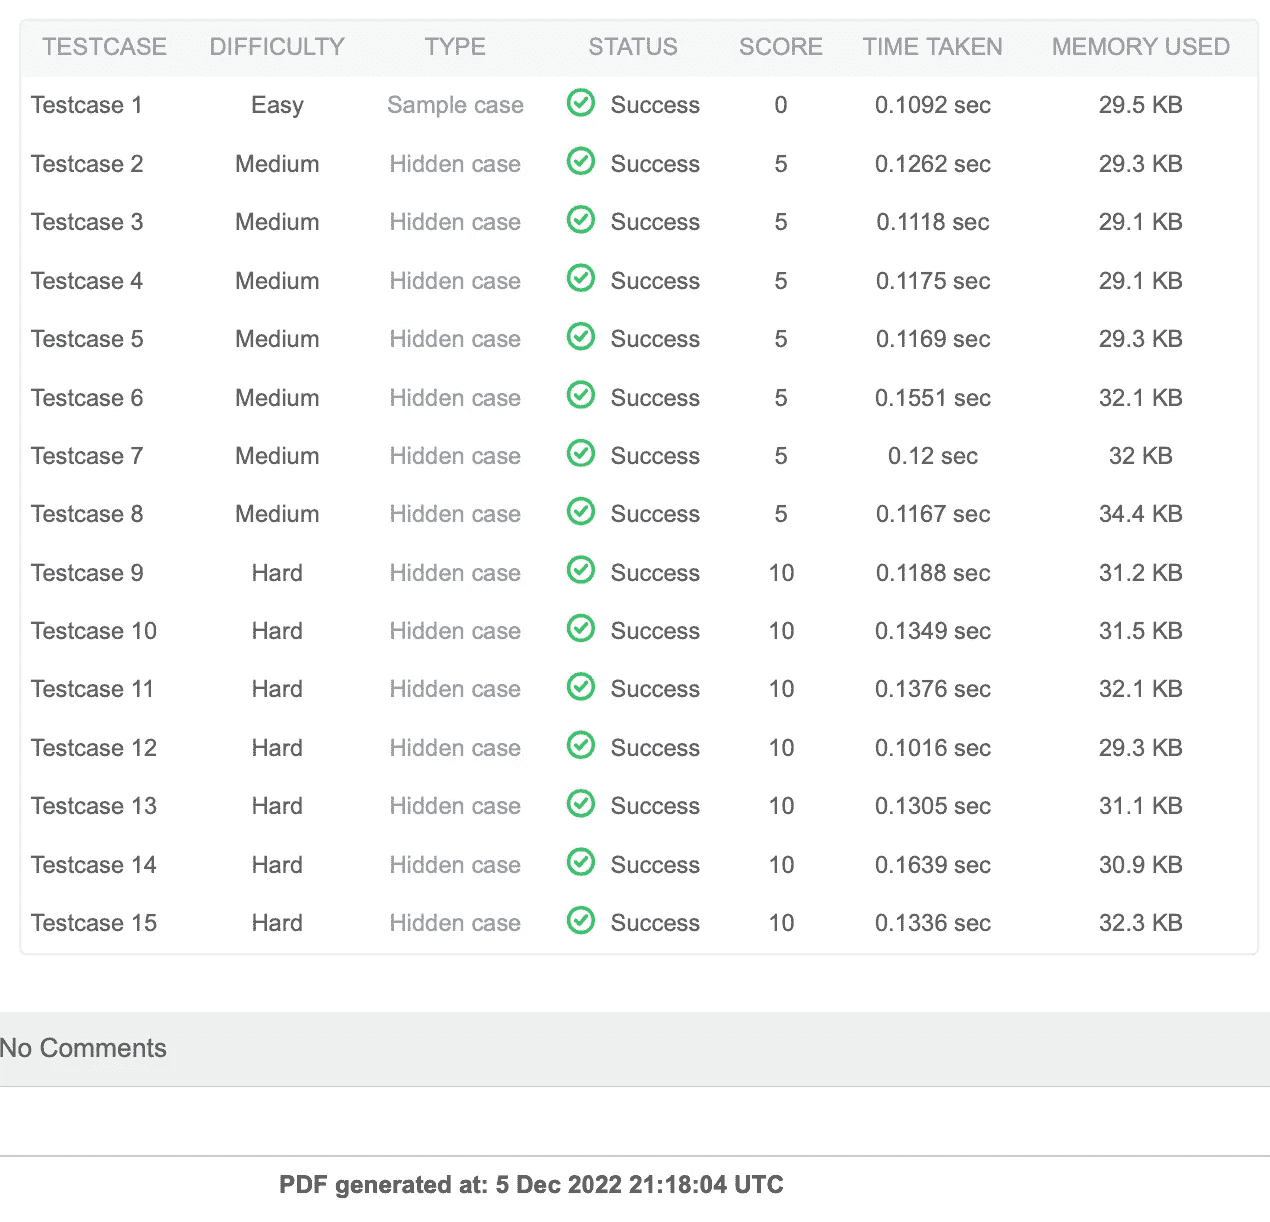 TESTCASE DIFFICULTY TYPE STATUS SCORE TIME TAKEN MEMORY USED
Testcase 1 Easy Sample case Success 0 0.1092 sec 29.5 KB
Testcase 2 Medium Hidden case Success 5 0.1262 sec 29.3 KB
Testcase 3 Medium Hidden case Success 5 0.1118 sec 29.1 KB
Testcase 4 Medium Hidden case Success 5 0.1175 sec 29.1 KB
Testcase 5 Medium Hidden case Success 5 0.1169 sec 29.3 KB
Testcase 6 Medium Hidden case Success 5 0.1551 sec 32.1 KB
Testcase 7 Medium Hidden case Success 5 0.12 sec 32 KB
Testcase 8 Medium Hidden case Success 5 0.1167 sec 34.4 KB
Testcase 9 Hard Hidden case Success 10 0.1188 sec 31.2 KB
Testcase 10 Hard Hidden case Success 10 0.1349 sec 31.5 KB
Testcase 11 Hard Hidden case Success 10 0.1376 sec 32.1 KB
Testcase 12 Hard Hidden case Success 10 0.1016 sec 29.3 KB
Testcase 13 Hard Hidden case Success 10 0.1305 sec 31.1 KB
Testcase 14 Hard Hidden case Success 10 0.1639 sec 30.9 KB
Testcase 15 Hard Hidden case Success 10 0.1336 sec 32.3 KB
No Comments
PDF generated at: 5 Dec 2022 21:18:04 UTC